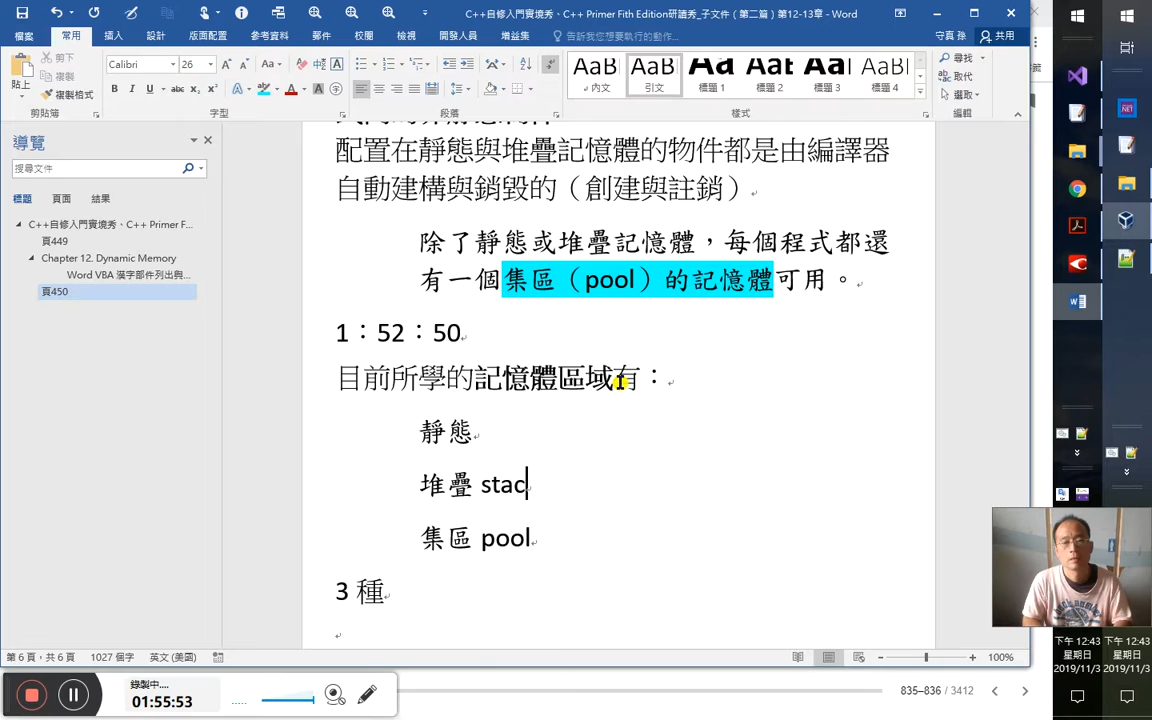 C++自修入門實境秀、C++ Primer Fith Edition研讀秀_子文件（第二篇）第12-13章 - Word
檔案 常用 插入 設計 版面配置 參考資料 郵件 校閱 檢視 開發人員 增益集 告訴我您想要執行的動作... 守真 孫 共用
貼上 剪下 複製 複製格式
Calibri 26
AaB AaB AaB AaB AaB AaB
內文 引文 標題 1 標題 2 標題 3 標題 4
尋找 取代 選取
剪貼簿 字型 段落 樣式 編輯
導覽
搜尋文件
標題 頁面 結果
C++自修入門實境秀、C++ Primer F...
頁449
Chapter 12. Dynamic Memory
Word VBA 漢字部件列出與...
頁450
配置在靜態與堆疊記憶體的物件都是由編譯器
自動建構與銷毀的（創建與註銷）
除了靜態或堆疊記憶體，每個程式都還
有一個集區（pool）的記憶體可用。
1：52：50
目前所學的記憶體區域有：
靜態
堆疊 stac
集區 pool
3 種
第 6 頁，共 6 頁 1027 個字 英文 (美國) 100%
錄製中...
01:55:53
835–836 / 3412
下午 12:43
星期日
2019/11/3
下午 12:43
星期日
2019/11/3